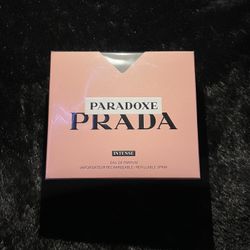 PARADOXE
PRADA
INTENSE
EAU DE PARFUM
VAPORISATEUR RECHARGEABLE / REFILLABLE SPRAY